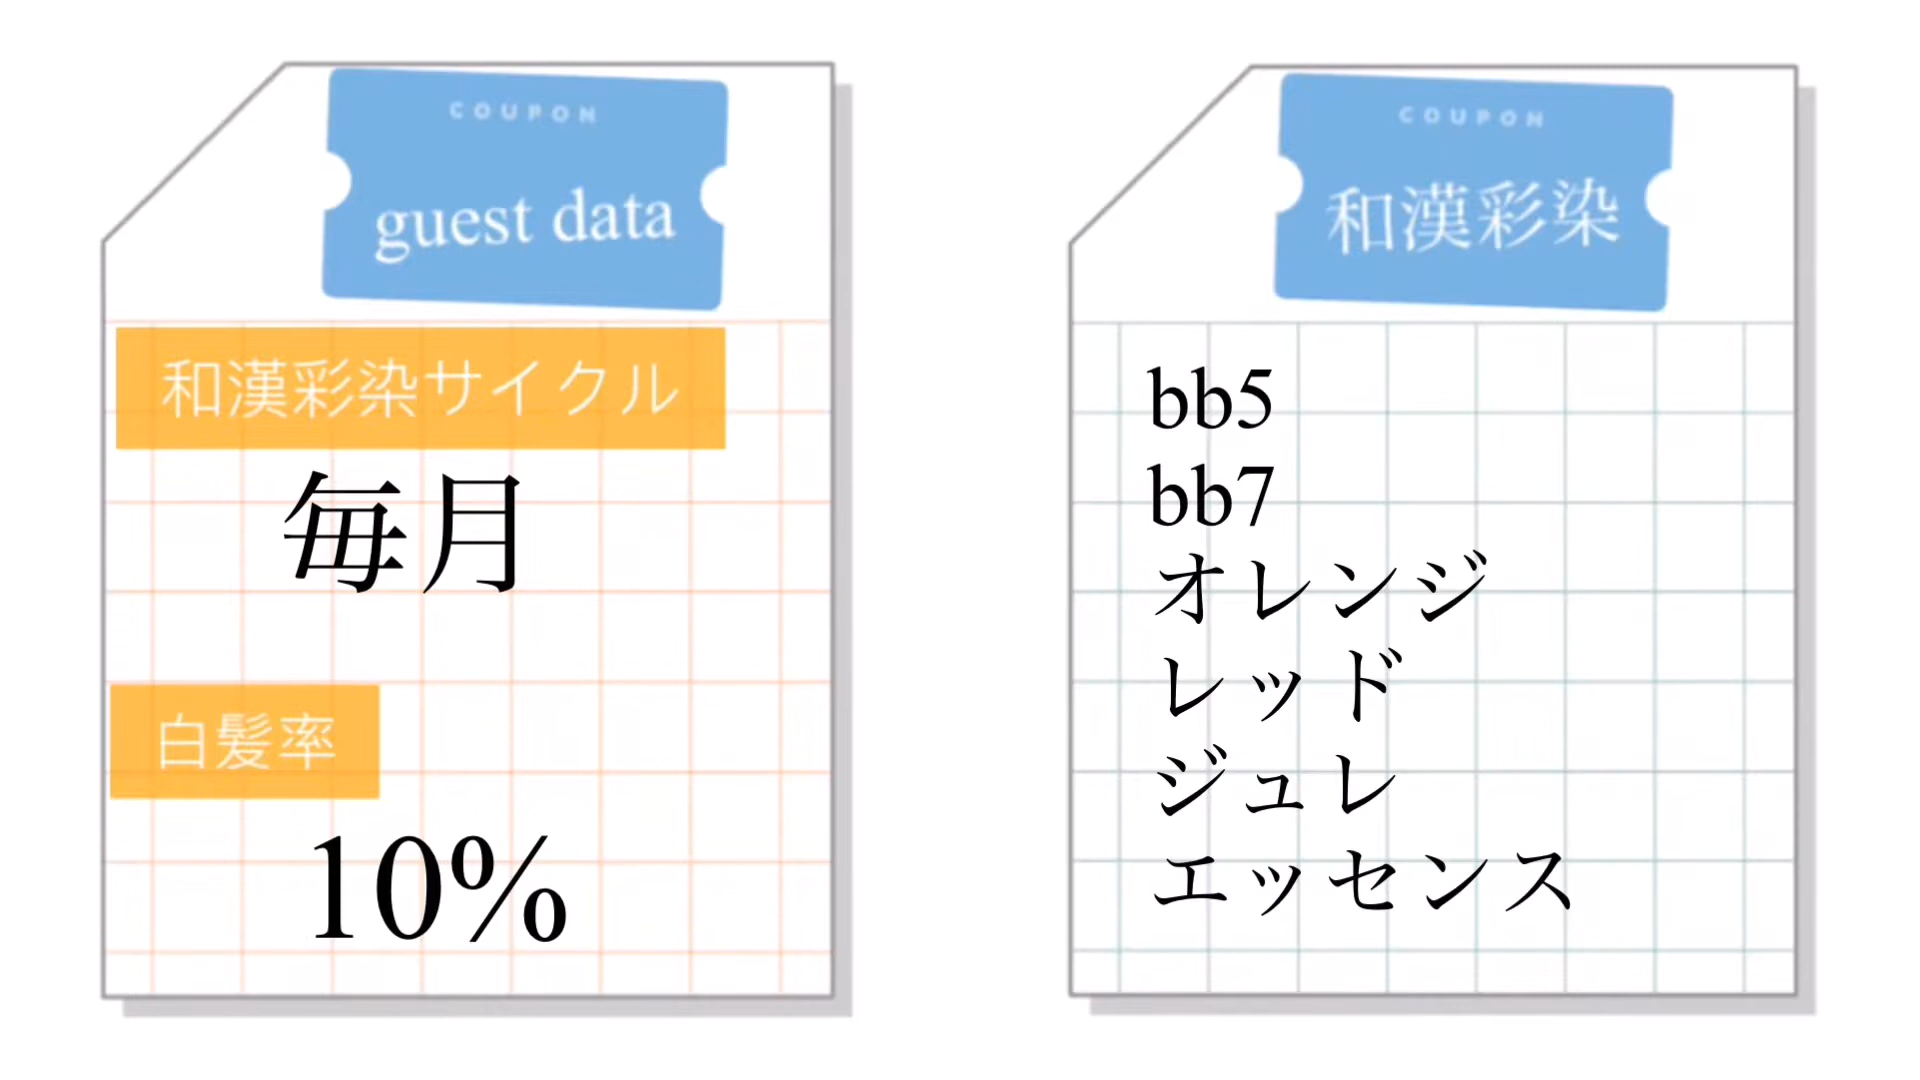 COUPON
guest data
和漢彩染サイクル
毎月
白髪率
10%
COUPON
和漢彩染
bb5
bb7
オレンジ
レッド
ジュレ
エッセンス